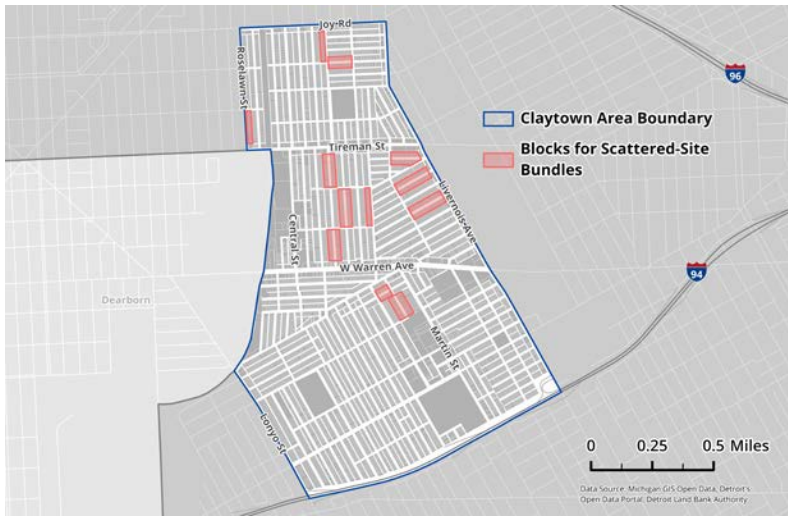 Joy Rd
Roselawn St
96
Claytown Area Boundary
Blocks for Scattered-Site
Bundles
Tireman St
Livernois Ave
Central St
W Warren Ave
94
Dearborn
Martin St
Lonyo St
0 0.25 0.5 Miles
Data Source: Michigan GIS Open Data, Detroit's
Open Data Portal, Detroit Land Bank Authority